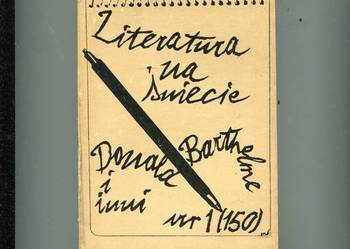 Literatura
na
świecie
Donald Barthelme
i
inni
nr 1 (150)